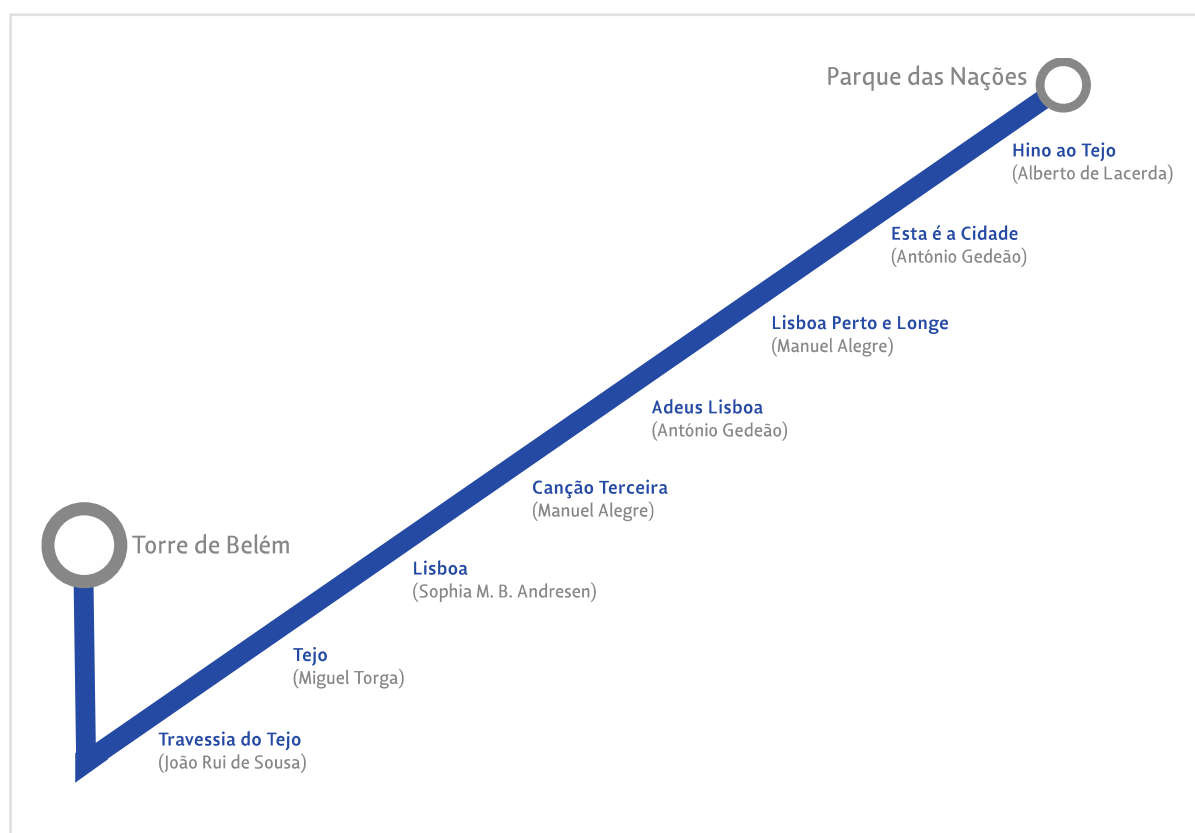 Parque das Nações
Hino ao Tejo
(Alberto de Lacerda)
Esta é a Cidade
(António Gedeão)
Lisboa Perto e Longe
(Manuel Alegre)
Adeus Lisboa
(António Gedeão)
Canção Terceira
(Manuel Alegre)
Torre de Belém
Lisboa
(Sophia M. B. Andresen)
Tejo
(Miguel Torga)
Travessia do Tejo
(João Rui de Sousa)